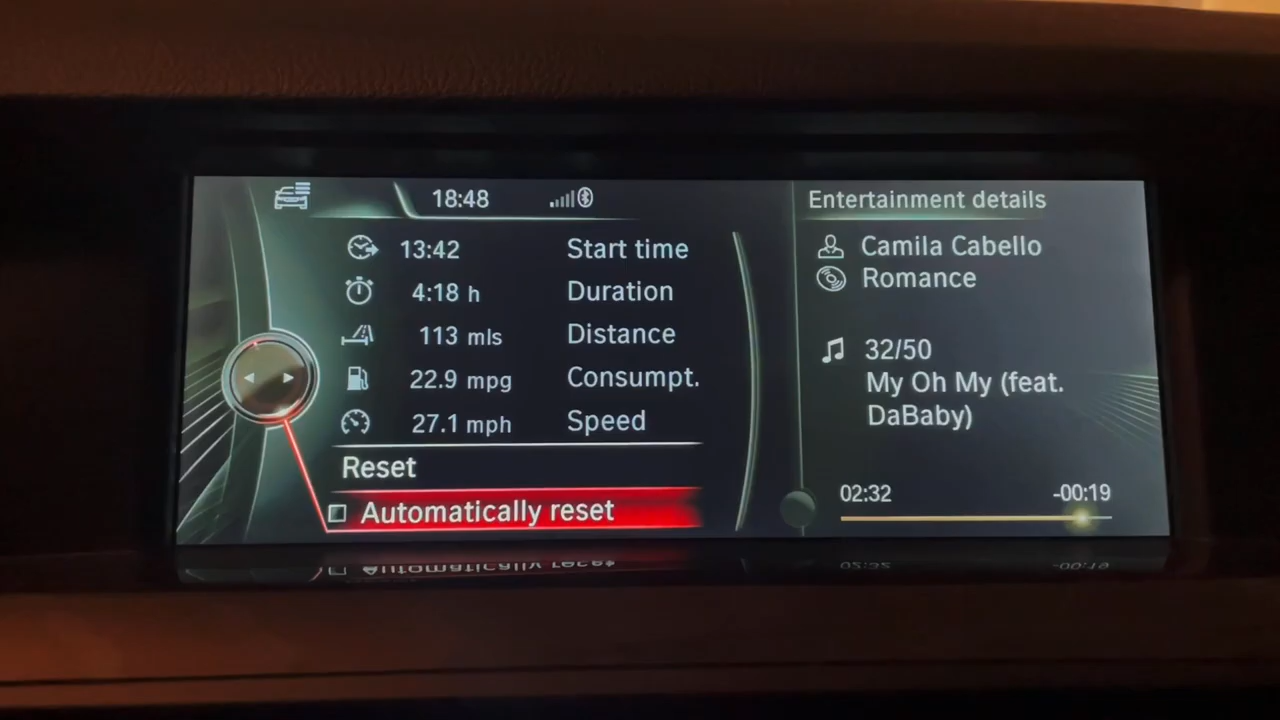 18:48
13:42 Start time
4:18 h Duration
113 mls Distance
22.9 mpg Consumpt.
27.1 mph Speed
Reset
Automatically reset
Entertainment details
Camila Cabello
Romance
32/50
My Oh My (feat.
DaBaby)
02:32 -00:19